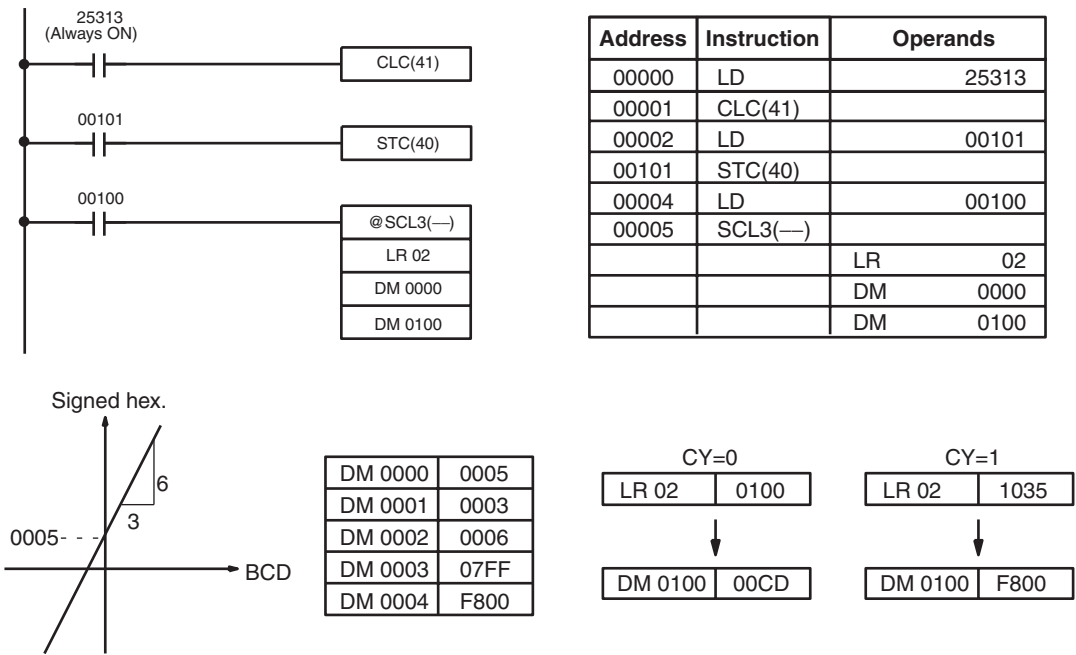 25313
(Always ON)
CLC(41)
00101
STC(40)
00100
@SCL3(––)
LR 02
DM 0000
DM 0100
Address Instruction Operands
00000 LD 25313
00001 CLC(41)
00002 LD 00101
00101 STC(40)
00004 LD 00100
00005 SCL3(––)
LR 02
DM 0000
DM 0100
Signed hex.
6
3
0005
BCD
DM 0000 0005
DM 0001 0003
DM 0002 0006
DM 0003 07FF
DM 0004 F800
CY=0
LR 02 0100
DM 0100 00CD
CY=1
LR 02 1035
DM 0100 F800